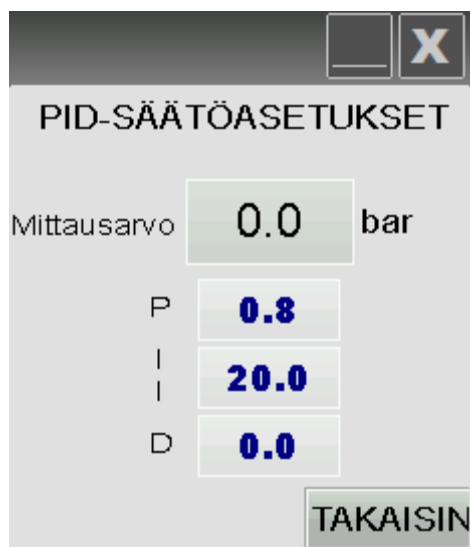 _ X
PID-SÄÄTÖASETUKSET
Mittausarvo 0.0 bar
P 0.8
I 20.0
I
D 0.0
TAKAISIN